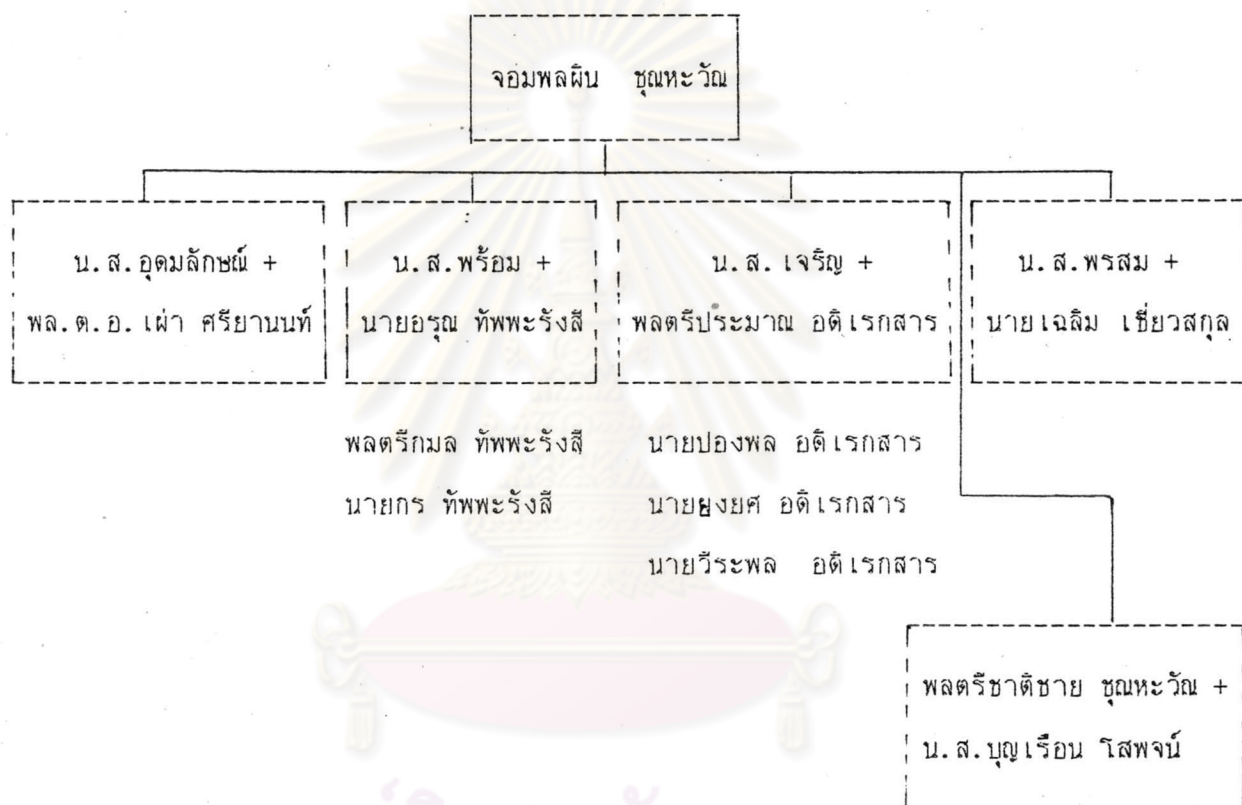 จอมพลผิน ชุณหะวัณ
น.ส.อุดมลักษณ์ +
พล.ต.อ.เผ่า ศรียานนท์
น.ส.พร้อม +
นายอรุณ ทัพพะรังสี
น.ส.เจริญ +
พลตรีประมาณ อดิเรกสาร
น.ส.พรสม +
นายเฉลิม เชี่ยวสกุล
พลตรีกมล ทัพพะรังสี
นายกร ทัพพะรังสี
นายปองพล อดิเรกสาร
นายยงยศ อดิเรกสาร
นายวีระพล อดิเรกสาร
พลตรีชาติชาย ชุณหะวัณ +
น.ส.บุญเรือน โสพจน์